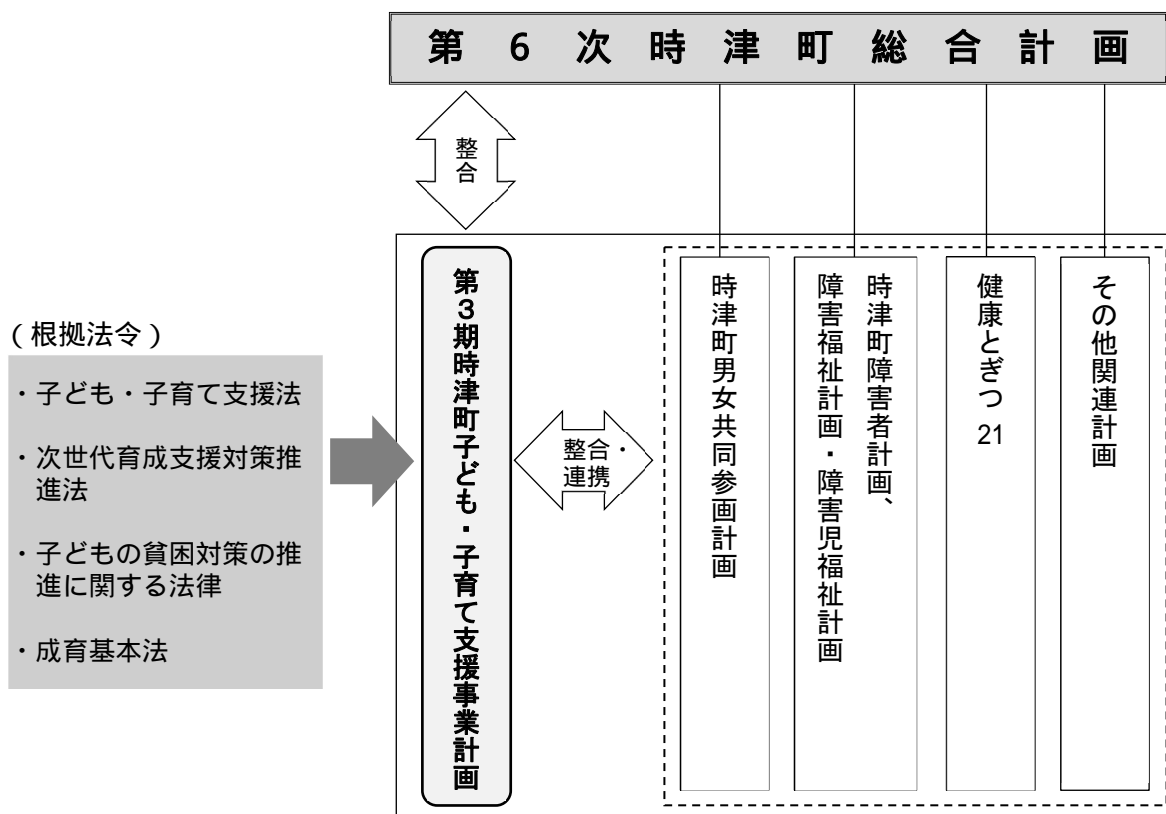 第６次時津町総合計画
整合
（根拠法令）
・子ども・子育て支援法
・次世代育成支援対策推
進法
・子どもの貧困対策の推
進に関する法律
・成育基本法
第３期時津町子ども・子育て支援事業計画
整合・
連携
時津町男女共同参画計画
時津町障害者計画、
障害福祉計画・障害児福祉計画
健康とぎつ21
その他関連計画